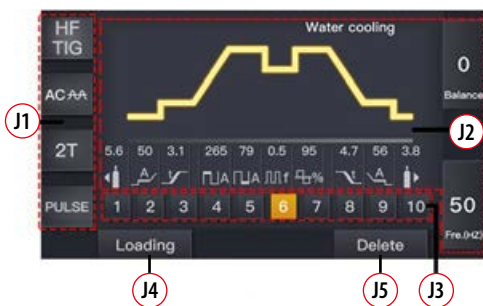 HF
TIG
Water cooling
0
Balance
J1
AC
J2
2T
5.6 50 3.1 265 79 0.5 95 4.7 56 3.8
A A A f % A
PULSE
1 2 3 4 5 6 7 8 9 10
50
Fre.(HZ)
Loading
Delete
J4
J5
J3